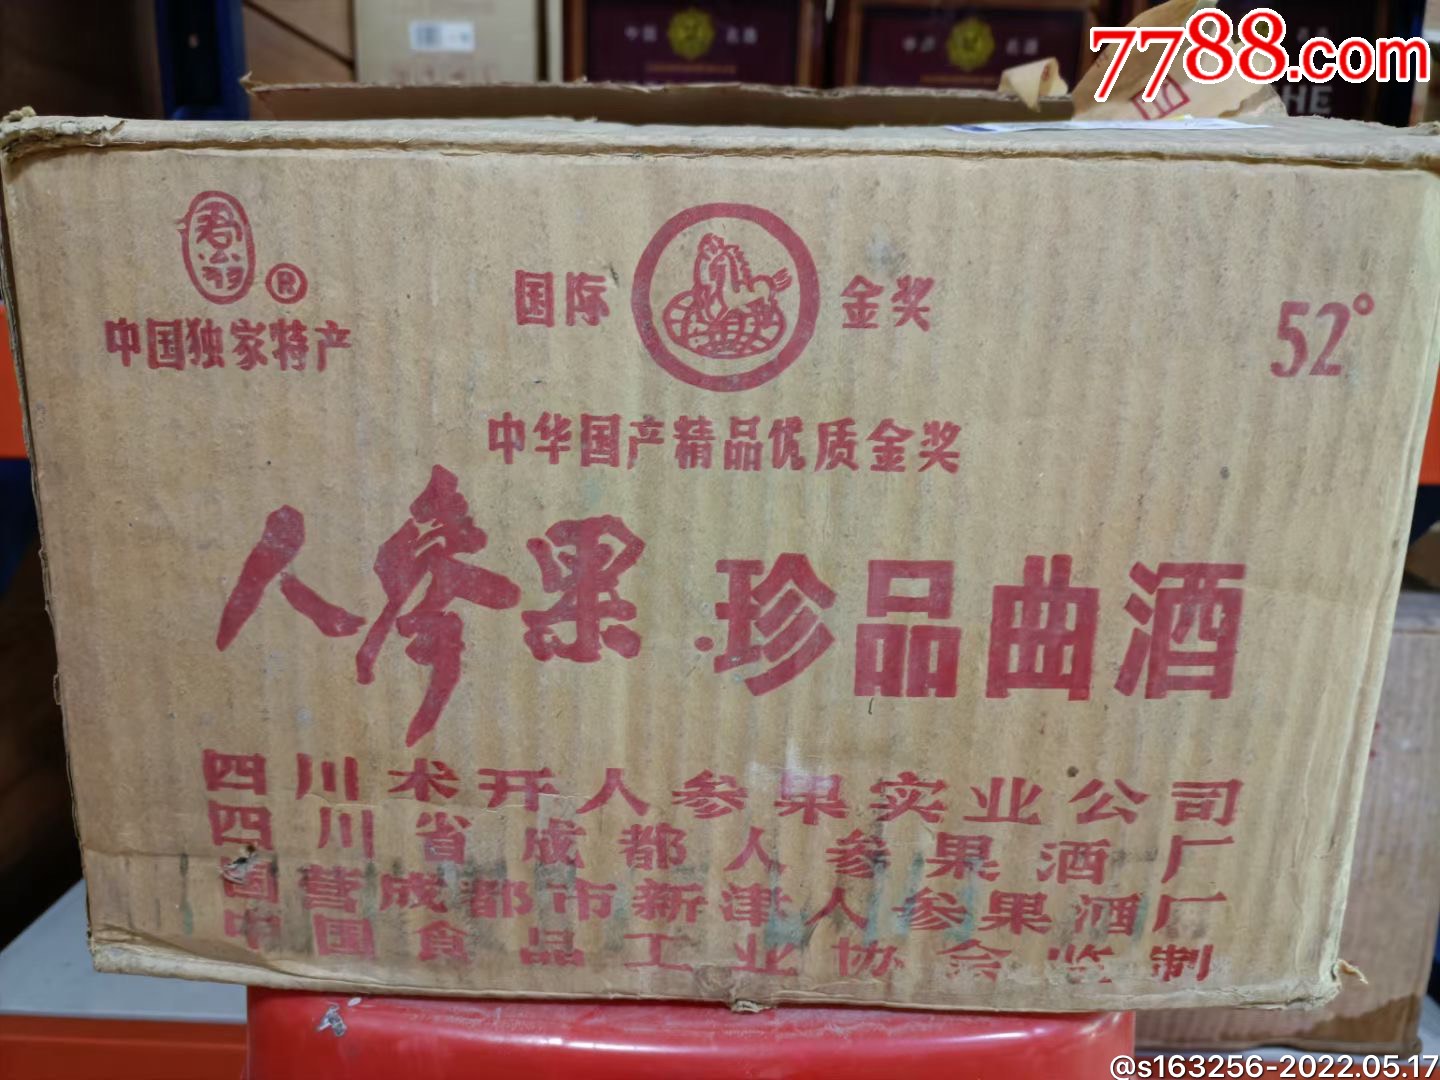 7788.com
HE
君翁
®
中国独家特产
国际 金奖
52°
中华国产精品优质金奖
人参果·珍品曲酒
四川术开人参果实业公司
四川省成都人参果酒厂
国营成都市新津人参果酒厂
中国食品工业协会监制
@s163256-2022.05.17